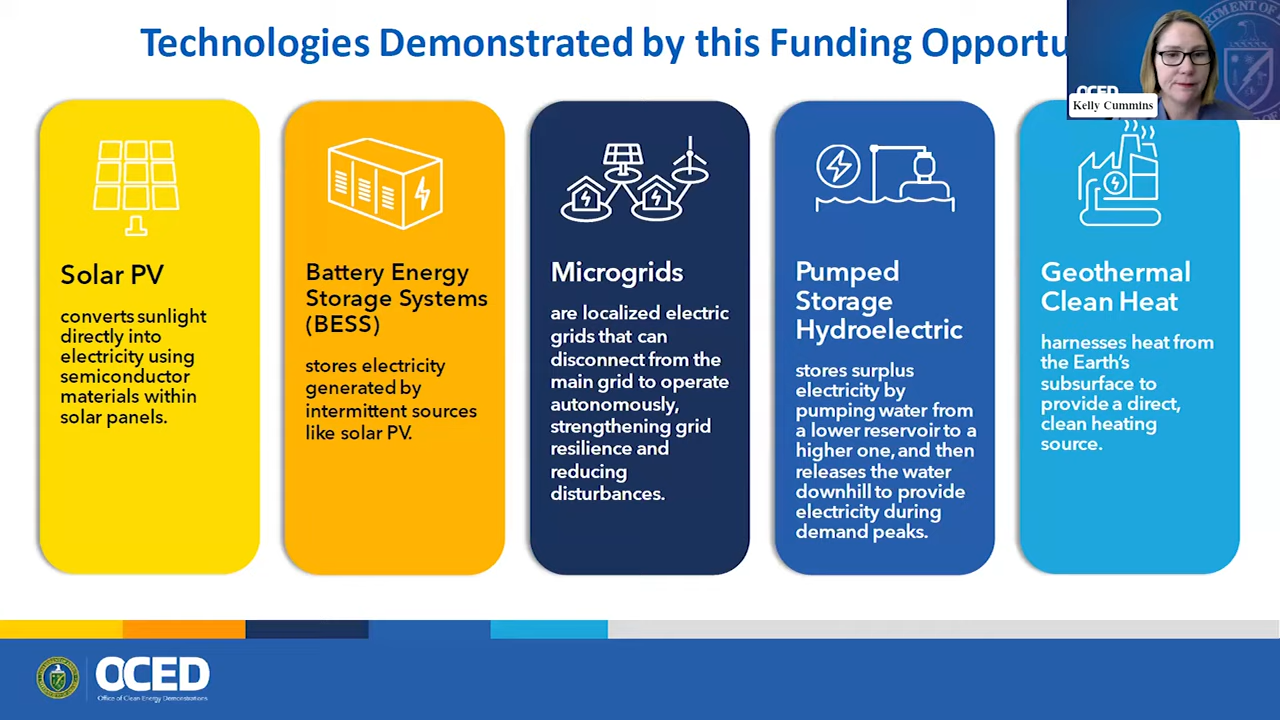 Technologies Demonstrated by this Funding
OCED
Kelly Cummins
Solar PV
converts sunlight
directly into
electricity using
semiconductor
materials within
solar panels.
Battery Energy
Storage Systems
(BESS)
stores electricity
generated by
intermittent sources
like solar PV.
Microgrids
are localized electric
grids that can
disconnect from the
main grid to operate
autonomously,
strengthening grid
resilience and
reducing
disturbances.
Pumped
Storage
Hydroelectric
stores surplus
electricity by
pumping water from
a lower reservoir to a
higher one, and then
releases the water
downhill to provide
electricity during
demand peaks.
Geothermal
Clean Heat
harnesses heat from
the Earth's
subsurface to
provide a direct,
clean heating
source.
OCED
Office of Clean Energy Demonstrations